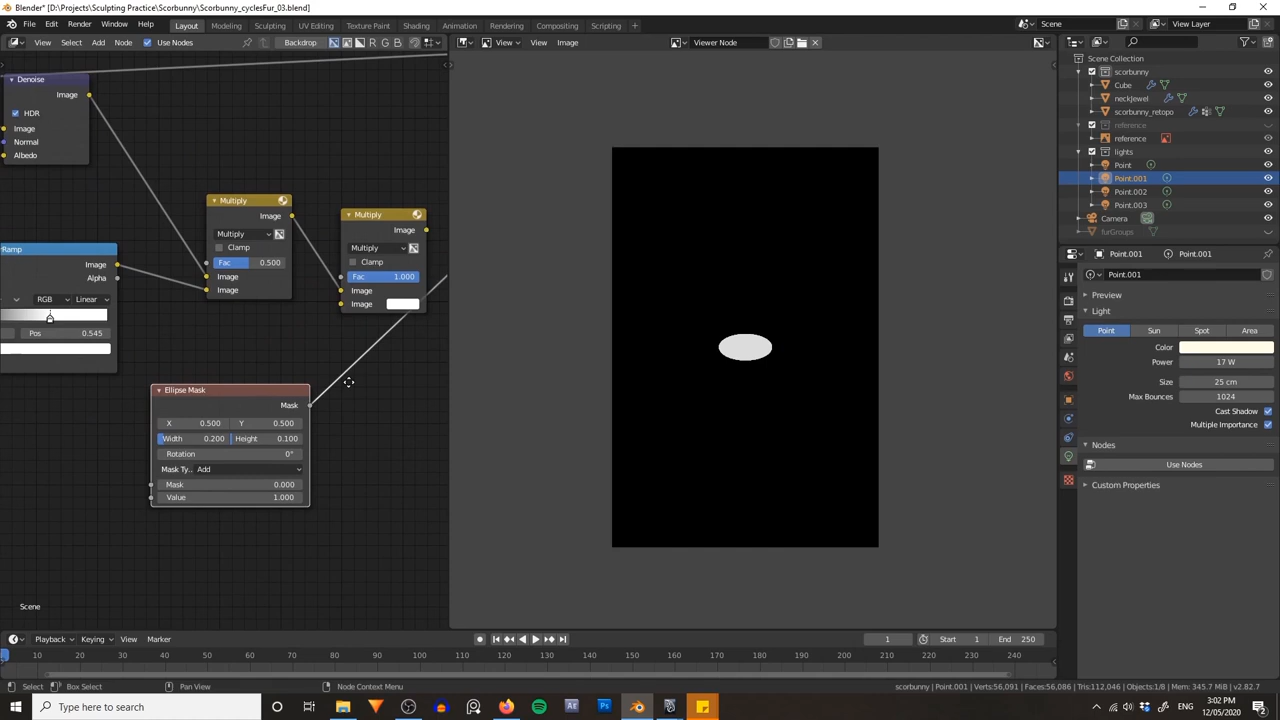 Blender* [D:\Projects\Sculpting Practice\Scorbunny\Scorbunny_cyclesFur_03.blend]
File Edit Render Window Help Layout Modeling Sculpting UV Editing Texture Paint Shading Animation Rendering Compositing Scripting + Scene View Layer
View Select Add Node Use Nodes Backdrop R G B View View Image Viewer Node
Scene Collection
scorbunny
Cube
neckJewel
scorbunny_retopo
reference
reference
lights
Point
Point.001
Point.002
Point.003
Camera
furGroups
Denoise
Image
HDR
Image
Normal
Albedo
Multiply
Image
Multiply
Clamp
Fac 0.500
Image
Image
Multiply
Image
Multiply
Clamp
Fac 1.000
Image
Image
Ramp
Image
Alpha
RGB Linear
Pos 0.545
Ellipse Mask
Mask
X 0.500 Y 0.500
Width 0.200 Height 0.100
Rotation 0°
Mask Ty.. Add
Mask 0.000
Value 1.000
Scene
Point.001 Point.001
Point.001
Preview
Light
Point Sun Spot Area
Color
Power 17 W
Size 25 cm
Max Bounces 1024
Cast Shadow
Multiple Importance
Nodes
Use Nodes
Custom Properties
Playback Keying View Marker 1 Start 1 End 250
10 20 30 40 50 60 70 80 90 100 110 120 130 140 150 160 170 180 190 200 210 220 230 240
Select Box Select Pan View Node Context Menu scorbunny | Point.001 | Verts:56,091 | Faces:56,086 | Tris:112,046 | Objects:1/8 | Mem: 345.7 MiB | v2.82.7
Type here to search
Ae Ps
ENG 3:02 PM
12/05/2020